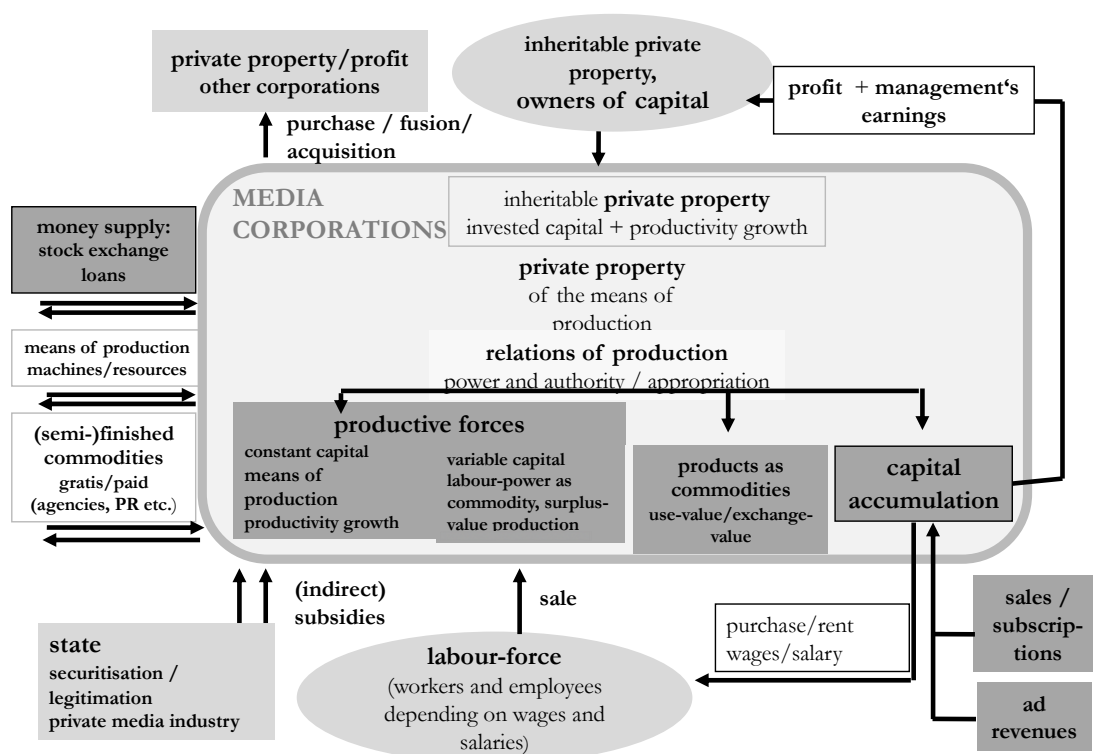 private property/profit
other corporations
inheritable private
property,
owners of capital
profit + management‘s
earnings
purchase / fusion/
acquisition
MEDIA
CORPORATIONS
inheritable private property
invested capital + productivity growth
money supply:
stock exchange
loans
private property
of the means of
production
means of production
machines/resources
relations of production
power and authority / appropriation
(semi-)finished
commodities
gratis/paid
(agencies, PR etc.)
productive forces
constant capital
means of
production
productivity growth
variable capital
labour-power as
commodity, surplus-
value production
products as
commodities
use-value/exchange-
value
capital
accumulation
(indirect)
subsidies
sale
state
securitisation /
legitimation
private media industry
labour-force
(workers and employees
depending on wages and
salaries)
purchase/rent
wages/salary
sales /
subscrip-
tions
ad
revenues